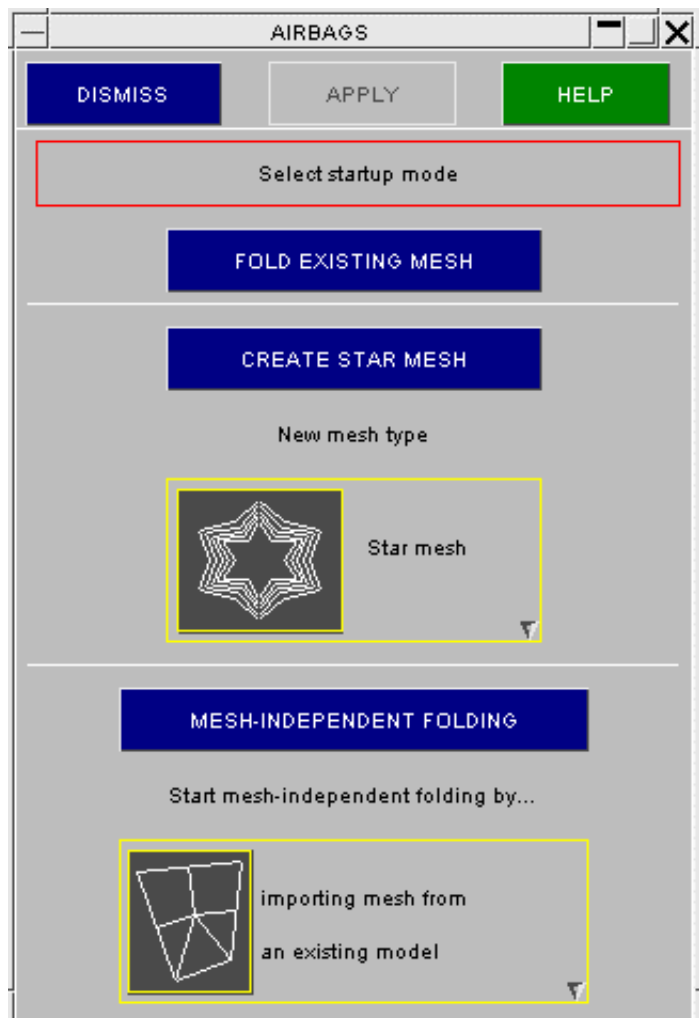 AIRBAGS
DISMISS
APPLY
HELP
Select startup mode
FOLD EXISTING MESH
CREATE STAR MESH
New mesh type
Star mesh
MESH-INDEPENDENT FOLDING
Start mesh-independent folding by...
importing mesh from
an existing model